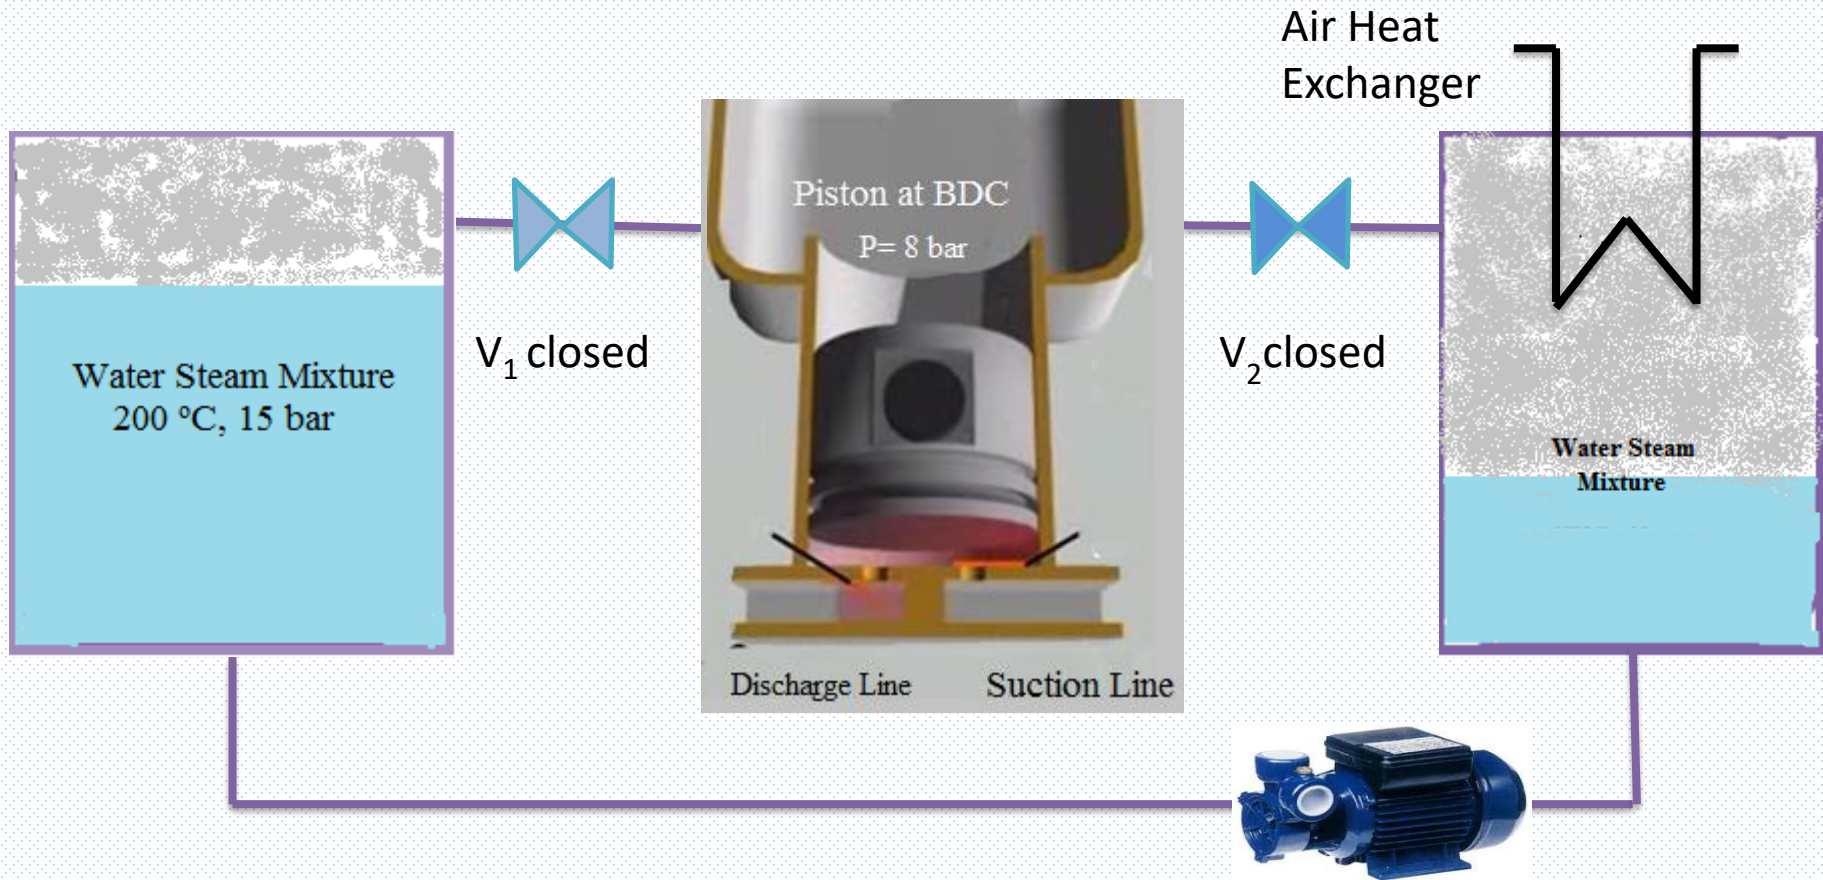 Air Heat
Exchanger
Piston at BDC
P= 8 bar
V₁ closed
V₂closed
Water Steam Mixture
200 ºC, 15 bar
Water Steam
Mixture
Discharge Line
Suction Line